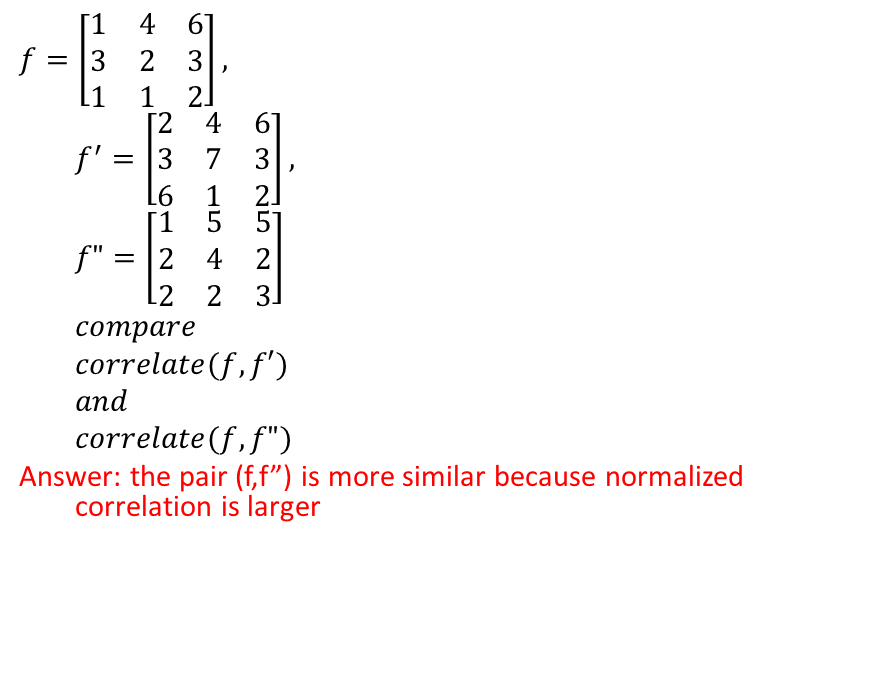 f = [1 4 6
3 2 3
1 1 2],
f' = [2 4 6
3 7 3
6 1 2],
f" = [1 5 5
2 4 2
2 2 3]
compare
correlate(f,f')
and
correlate(f,f")
Answer: the pair (f,f”) is more similar because normalized
correlation is larger